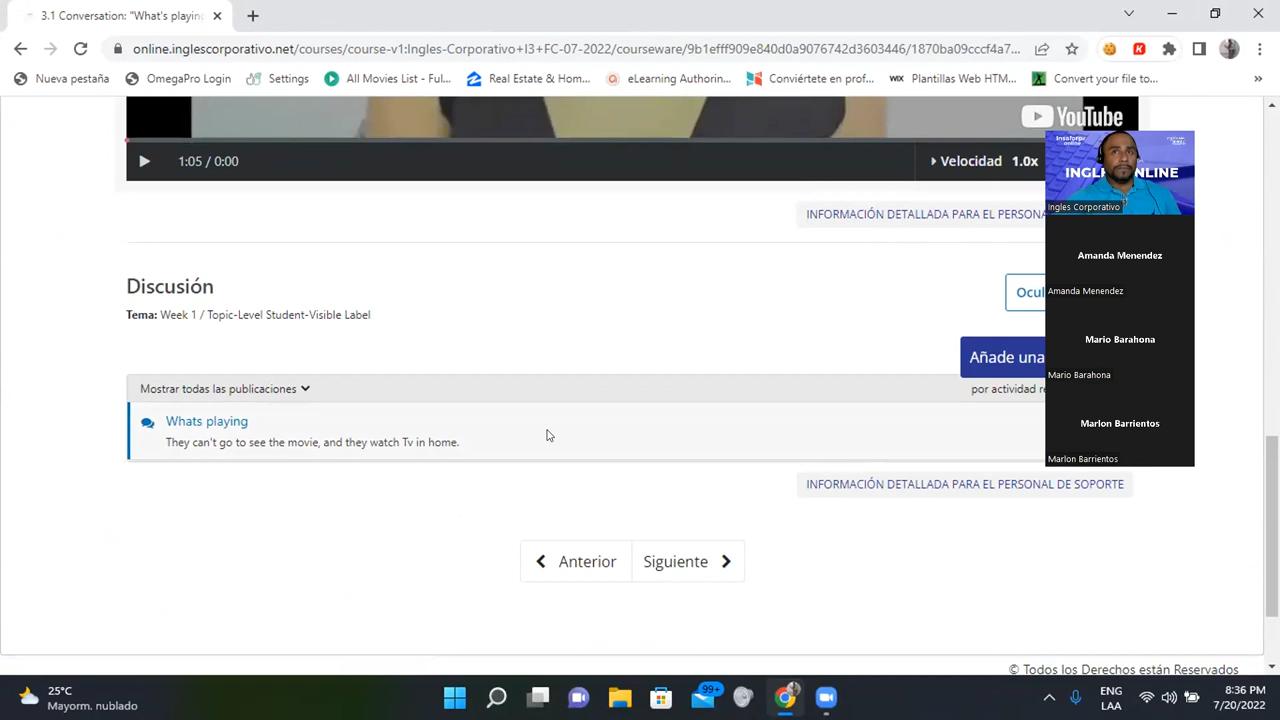 3.1 Conversation: "What's playin
online.inglescorporativo.net/courses/course-v1:Ingles-Corporativo+I3+FC-07-2022/courseware/9b1efff909e840d0a9076742d3603446/1870ba09cccf4a7...
Nueva pestaña
OmegaPro Login
Settings
All Movies List - Ful...
Real Estate & Hom...
eLearning Authorin...
Conviértete en prof...
WIX Plantillas Web HTM...
Convert your file to...
YouTube
1:05 / 0:00
Velocidad 1.0x
INGL ONLINE
Ingles Corporativo
INFORMACIÓN DETALLADA PARA EL PERSONA
Amanda Menendez
Amanda Menendez
Discusión
Ocul
Tema: Week 1 / Topic-Level Student-Visible Label
Añade una
Mario Barahona
Mario Barahona
Mostrar todas las publicaciones
por actividad re
Whats playing
They can't go to see the movie, and they watch Tv in home.
Marlon Barrientos
Marlon Barrientos
INFORMACIÓN DETALLADA PARA EL PERSONAL DE SOPORTE
Anterior
Siguiente
© Todos los Derechos están Reservados
25°C
Mayorm. nublado
99+
ENG
LAA
8:36 PM
7/20/2022